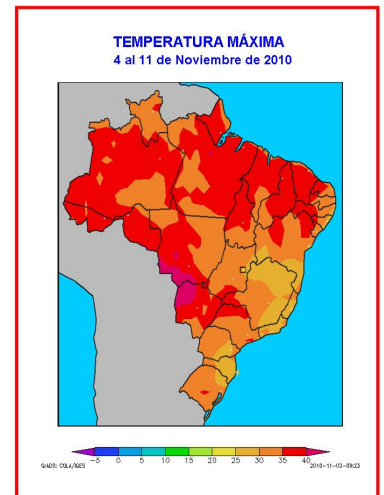 TEMPERATURA MÁXIMA
4 al 11 de Noviembre de 2010
-5 0 5 10 15 20 25 30 35 40
GrADS: COLA/IGES 2010-11-03-09:23